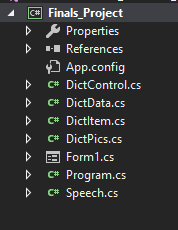 C# Finals_Project
Properties
References
App.config
C# DictControl.cs
C# DictData.cs
C# DictItem.cs
C# DictPics.cs
Form1.cs
C# Program.cs
C# Speech.cs